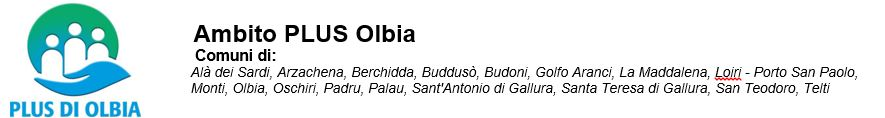 Ambito PLUS Olbia
Comuni di:
Alà dei Sardi, Arzachena, Berchidda, Buddusò, Budoni, Golfo Aranci, La Maddalena, Loiri - Porto San Paolo,
Monti, Olbia, Oschiri, Padru, Palau, Sant'Antonio di Gallura, Santa Teresa di Gallura, San Teodoro, Telti
PLUS DI OLBIA